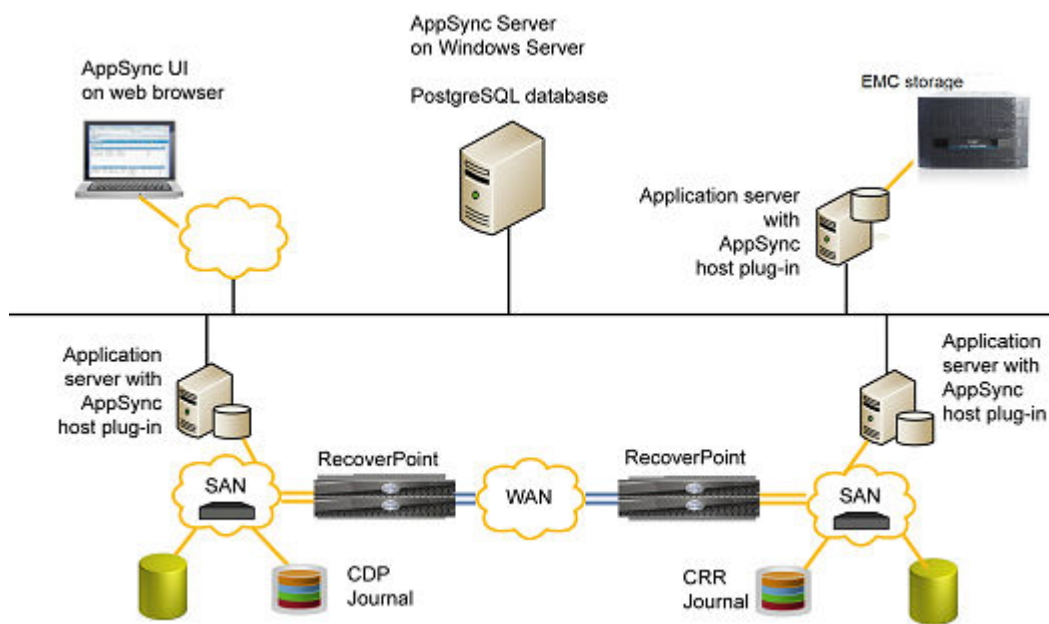 AppSync UI
on web browser
AppSync Server
on Windows Server
PostgreSQL database
EMC storage
Application server
with
AppSync
host plug-in
Application
server with
AppSync
host plug-in
Application
server with
AppSync
host plug-in
RecoverPoint
RecoverPoint
SAN
WAN
SAN
CDP
Journal
CRR
Journal